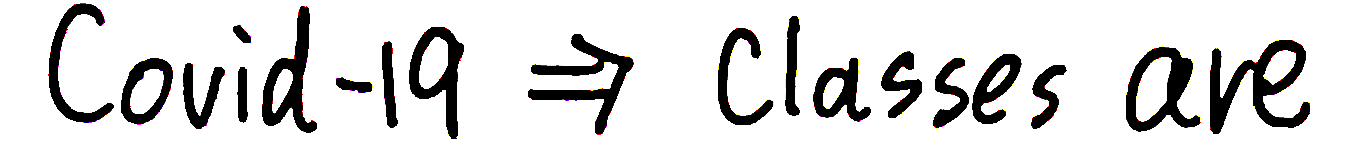 Covid-19 ⇒ Classes are